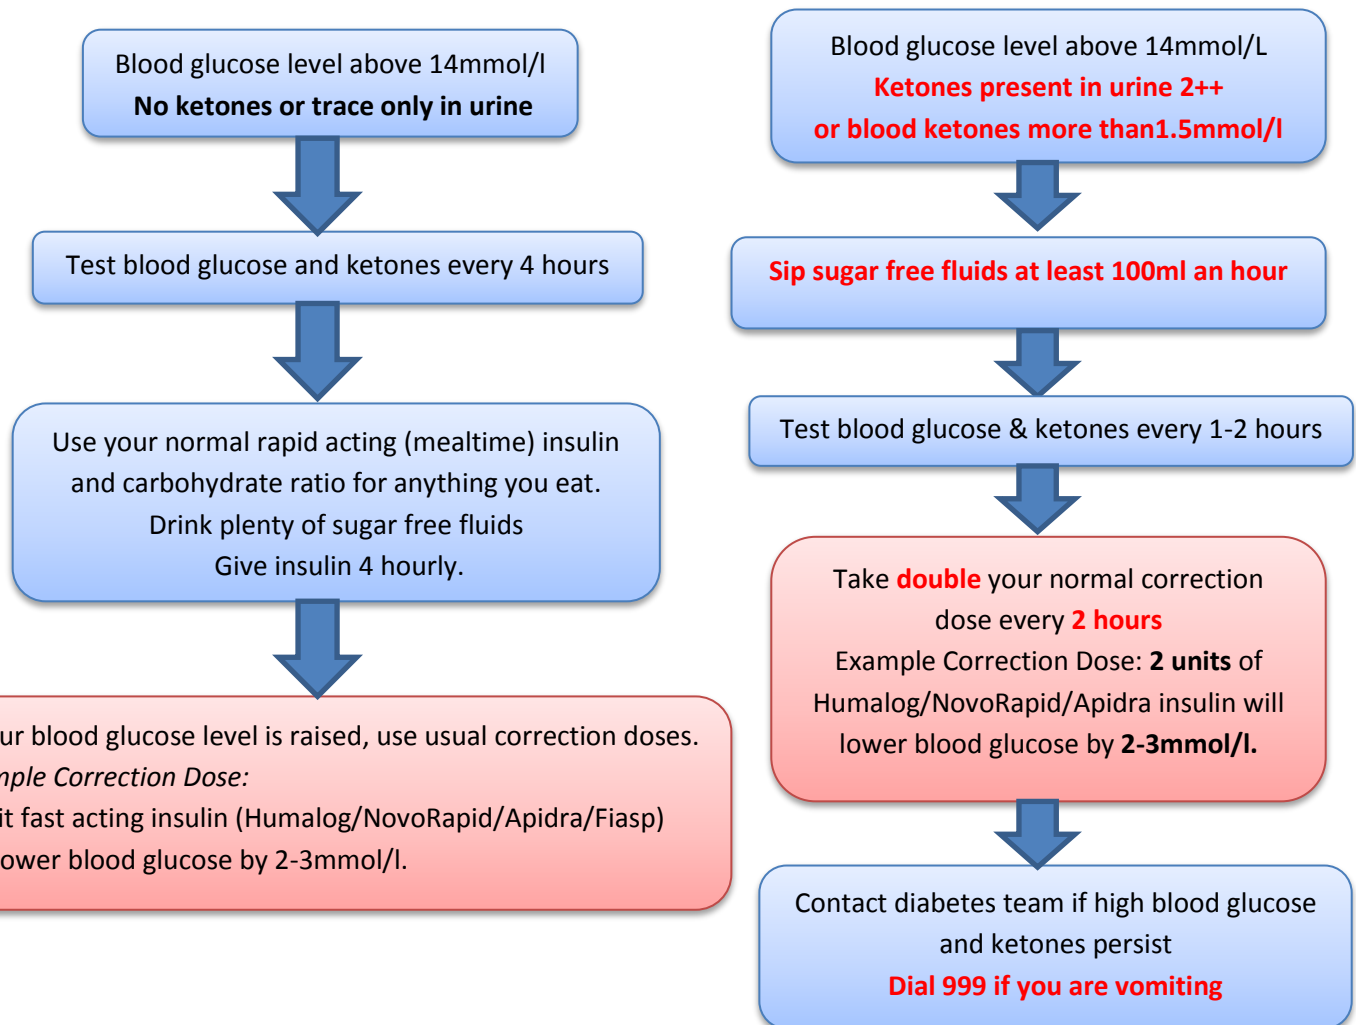 Blood glucose level above 14mmol/l
No ketones or trace only in urine
Test blood glucose and ketones every 4 hours
Use your normal rapid acting (mealtime) insulin
and carbohydrate ratio for anything you eat.
Drink plenty of sugar free fluids
Give insulin 4 hourly.
ur blood glucose level is raised, use usual correction doses.
mple Correction Dose:
it fast acting insulin (Humalog/NovoRapid/Apidra/Fiasp)
ower blood glucose by 2-3mmol/l.
Blood glucose level above 14mmol/L
Ketones present in urine 2++
or blood ketones more than1.5mmol/l
Sip sugar free fluids at least 100ml an hour
Test blood glucose & ketones every 1-2 hours
Take double your normal correction
dose every 2 hours
Example Correction Dose: 2 units of
Humalog/NovoRapid/Apidra insulin will
lower blood glucose by 2-3mmol/l.
Contact diabetes team if high blood glucose
and ketones persist
Dial 999 if you are vomiting